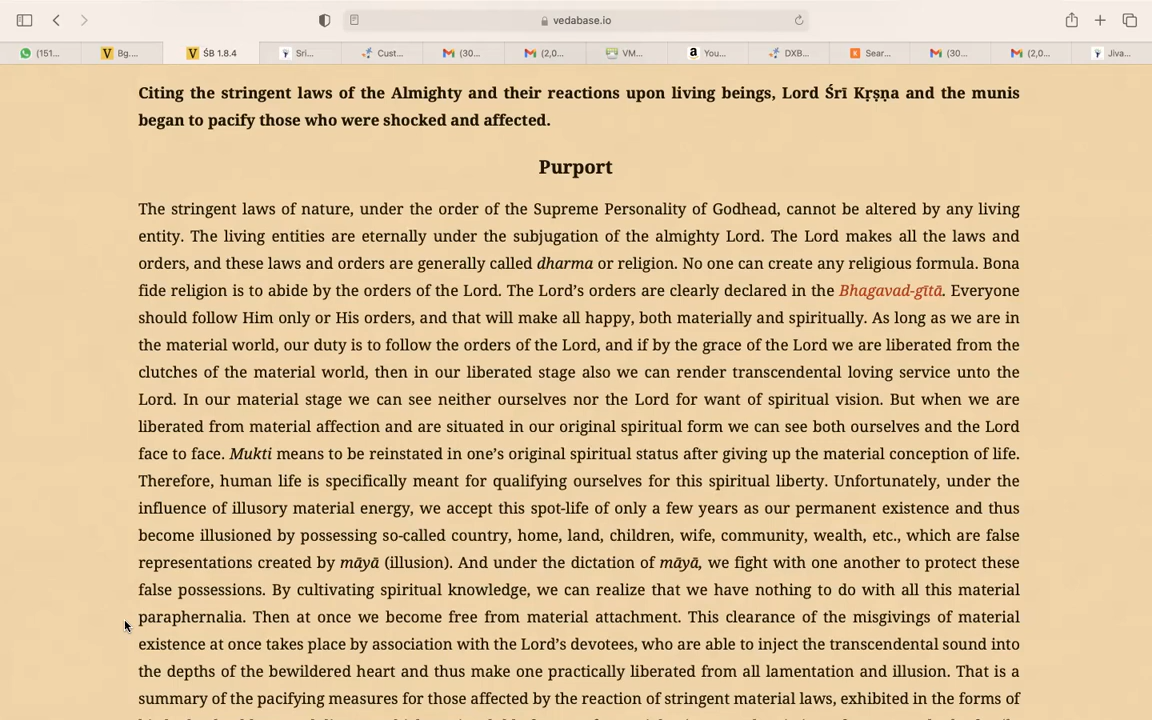 vedabase.io
(151...
Bg....
ŚB 1.8.4
Sri...
Cust...
(30...
(2,0...
VM...
You...
DXB...
Sear...
(30...
(2,0...
Jiva...
Citing the stringent laws of the Almighty and their reactions upon living beings, Lord Śrī Kṛṣṇa and the munis
began to pacify those who were shocked and affected.
Purport
The stringent laws of nature, under the order of the Supreme Personality of Godhead, cannot be altered by any living
entity. The living entities are eternally under the subjugation of the almighty Lord. The Lord makes all the laws and
orders, and these laws and orders are generally called dharma or religion. No one can create any religious formula. Bona
fide religion is to abide by the orders of the Lord. The Lord’s orders are clearly declared in the Bhagavad-gītā. Everyone
should follow Him only or His orders, and that will make all happy, both materially and spiritually. As long as we are in
the material world, our duty is to follow the orders of the Lord, and if by the grace of the Lord we are liberated from the
clutches of the material world, then in our liberated stage also we can render transcendental loving service unto the
Lord. In our material stage we can see neither ourselves nor the Lord for want of spiritual vision. But when we are
liberated from material affection and are situated in our original spiritual form we can see both ourselves and the Lord
face to face. Mukti means to be reinstated in one’s original spiritual status after giving up the material conception of life.
Therefore, human life is specifically meant for qualifying ourselves for this spiritual liberty. Unfortunately, under the
influence of illusory material energy, we accept this spot-life of only a few years as our permanent existence and thus
become illusioned by possessing so-called country, home, land, children, wife, community, wealth, etc., which are false
representations created by māyā (illusion). And under the dictation of māyā, we fight with one another to protect these
false possessions. By cultivating spiritual knowledge, we can realize that we have nothing to do with all this material
paraphernalia. Then at once we become free from material attachment. This clearance of the misgivings of material
existence at once takes place by association with the Lord’s devotees, who are able to inject the transcendental sound into
the depths of the bewildered heart and thus make one practically liberated from all lamentation and illusion. That is a
summary of the pacifying measures for those affected by the reaction of stringent material laws, exhibited in the forms of